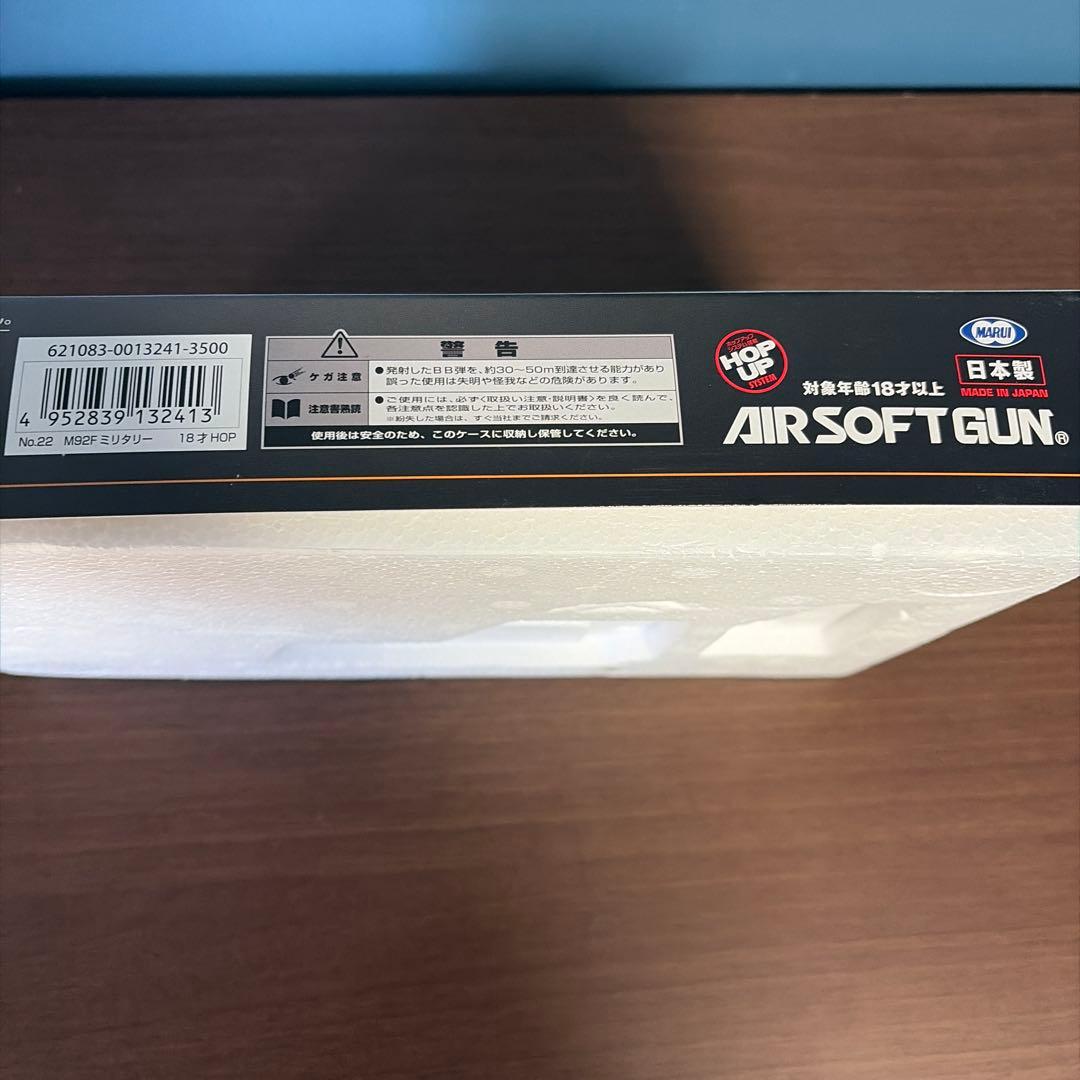 621083-0013241-3500
4 952839 132413
No.22 M92F ミリタリー 18才HOP
警告
ケガ注意
●発射したBB弾を、約30〜50m到達させる能力があり
誤った使用は失明や怪我などの危険があります。
注意書熟読
●ご使用には、必ず〈取扱い注意・説明書〉を良く読んで、
各注意点を認識した上でお取扱いください。
※紛失した場合は、すぐ当社までご請求ください。
使用後は安全のため、このケースに収納し保管してください。
HOP
UP
SYSTEM
MARUI
日本製
MADE IN JAPAN
対象年齢18才以上
AIRSOFTGUN®